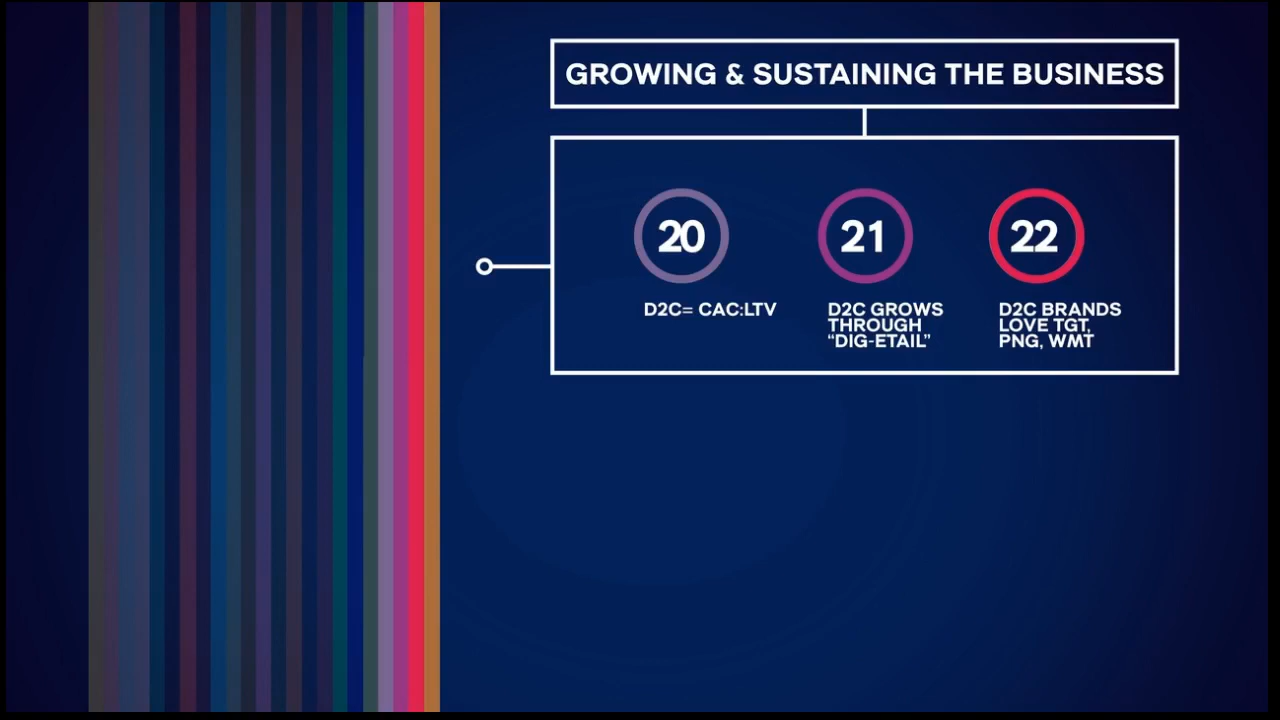 GROWING & SUSTAINING THE BUSINESS
20
D2C= CAC:LTV
21
D2C GROWS
THROUGH
“DIG-ETAIL”
22
D2C BRANDS
LOVE TGT,
PNG, WMT